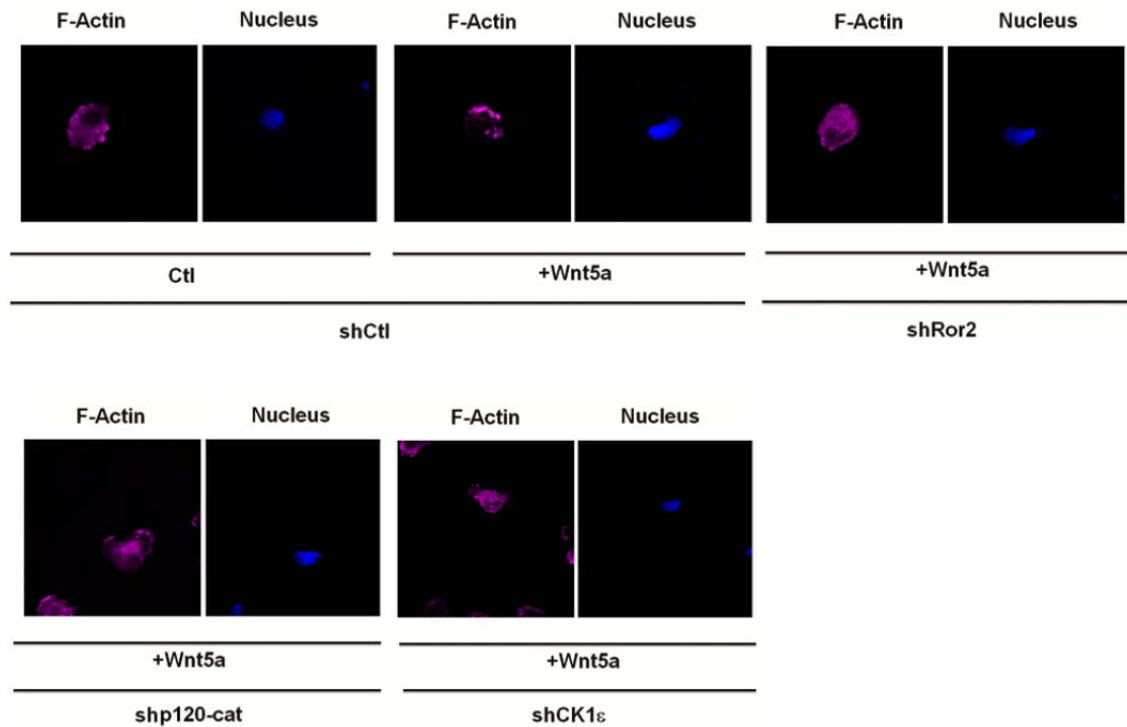 F-Actin Nucleus F-Actin Nucleus F-Actin Nucleus
Ctl +Wnt5a +Wnt5a
shCtl shRor2
F-Actin Nucleus F-Actin Nucleus
+Wnt5a +Wnt5a
shp120-cat shCK1ε